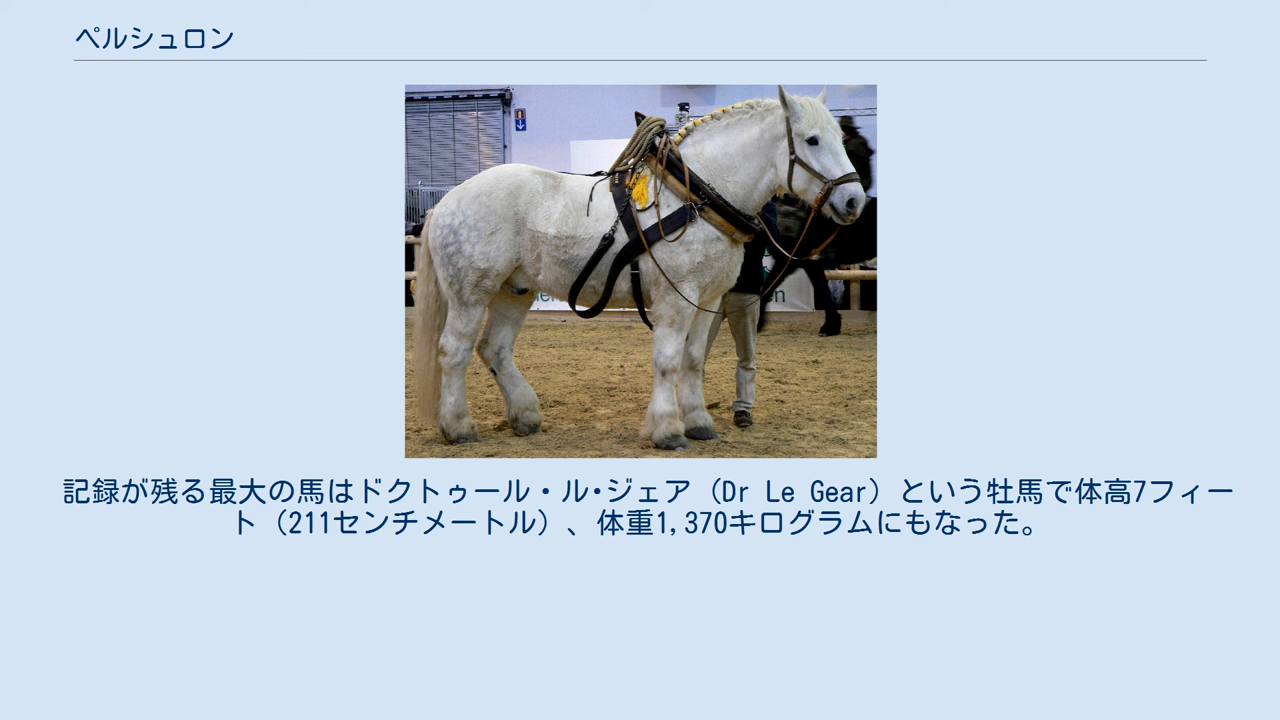 ペルシュロン
記録が残る最大の馬はドクトゥール・ル･ジェア（Dr Le Gear）という牡馬で体高7フィー
ト（211センチメートル）、体重1,370キログラムにもなった。